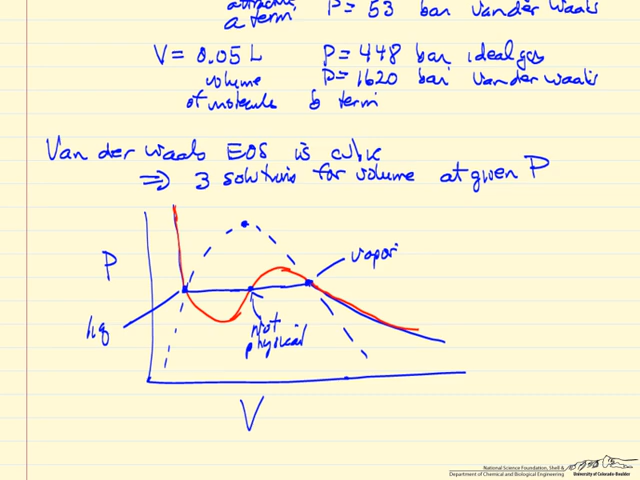 attractive
a term P = 53 bar van der Waals
V = 0.05 L P = 448 bar ideal gas
volume P = 1620 bar van der Waals
of molecule b term
Van der Waals EOS is cubic
⇒ 3 solutions for volume at given P
P
vapor
liq
not
physical
V
National Science Foundation, Shell &
Department of Chemical and Biological Engineering
University of Colorado Boulder